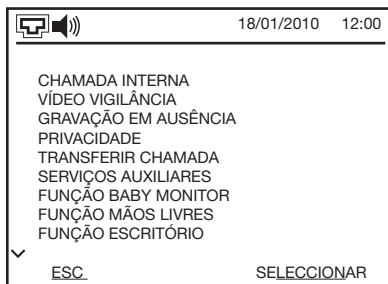 18/01/2010 12:00
CHAMADA INTERNA
VÍDEO VIGILÂNCIA
GRAVAÇÃO EM AUSÊNCIA
PRIVACIDADE
TRANSFERIR CHAMADA
SERVIÇOS AUXILIARES
FUNÇÃO BABY MONITOR
FUNÇÃO MÃOS LIVRES
FUNÇÃO ESCRITÓRIO
ESC SELECCIONAR